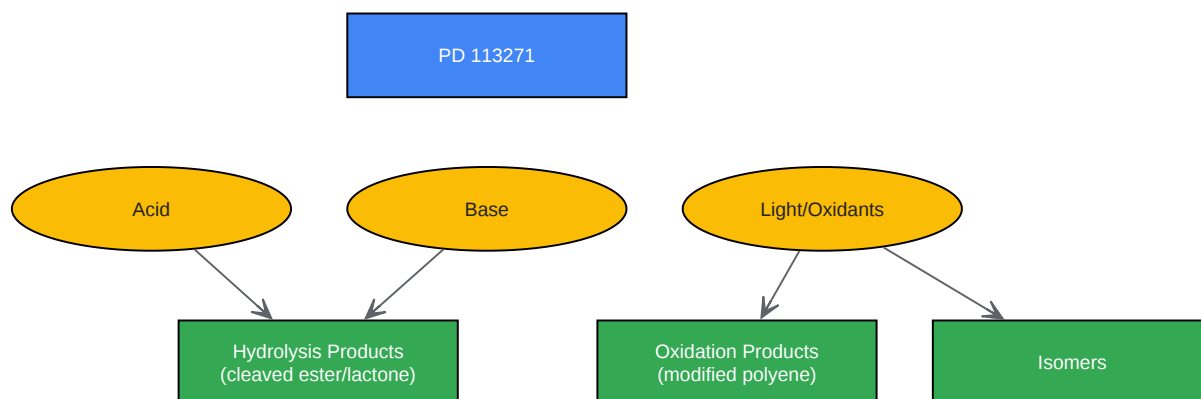 PD 113271
Acid
Base
Light/Oxidants
Hydrolysis Products
(cleaved ester/lactone)
Oxidation Products
(modified polyene)
Isomers